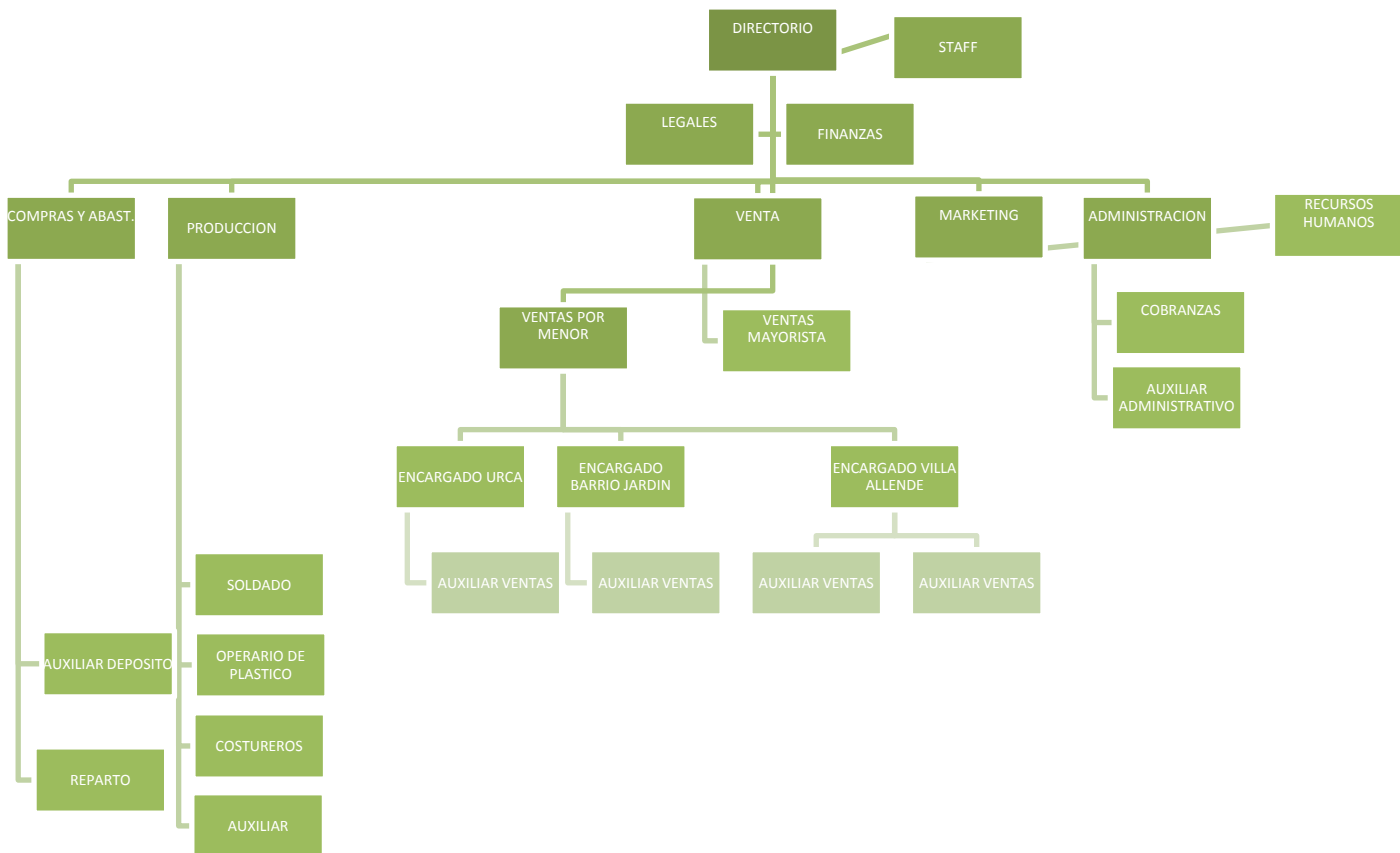 DIRECTORIO
STAFF
LEGALES
FINANZAS
COMPRAS Y ABAST.
PRODUCCION
VENTA
MARKETING
ADMINISTRACION
RECURSOS
HUMANOS
VENTAS POR
MENOR
VENTAS
MAYORISTA
COBRANZAS
AUXILIAR
ADMINISTRATIVO
ENCARGADO URCA
ENCARGADO
BARRIO JARDIN
ENCARGADO VILLA
ALLENDE
AUXILIAR VENTAS
AUXILIAR VENTAS
AUXILIAR VENTAS
AUXILIAR VENTAS
SOLDADO
AUXILIAR DEPOSITO
OPERARIO DE
PLASTICO
COSTUREROS
REPARTO
AUXILIAR